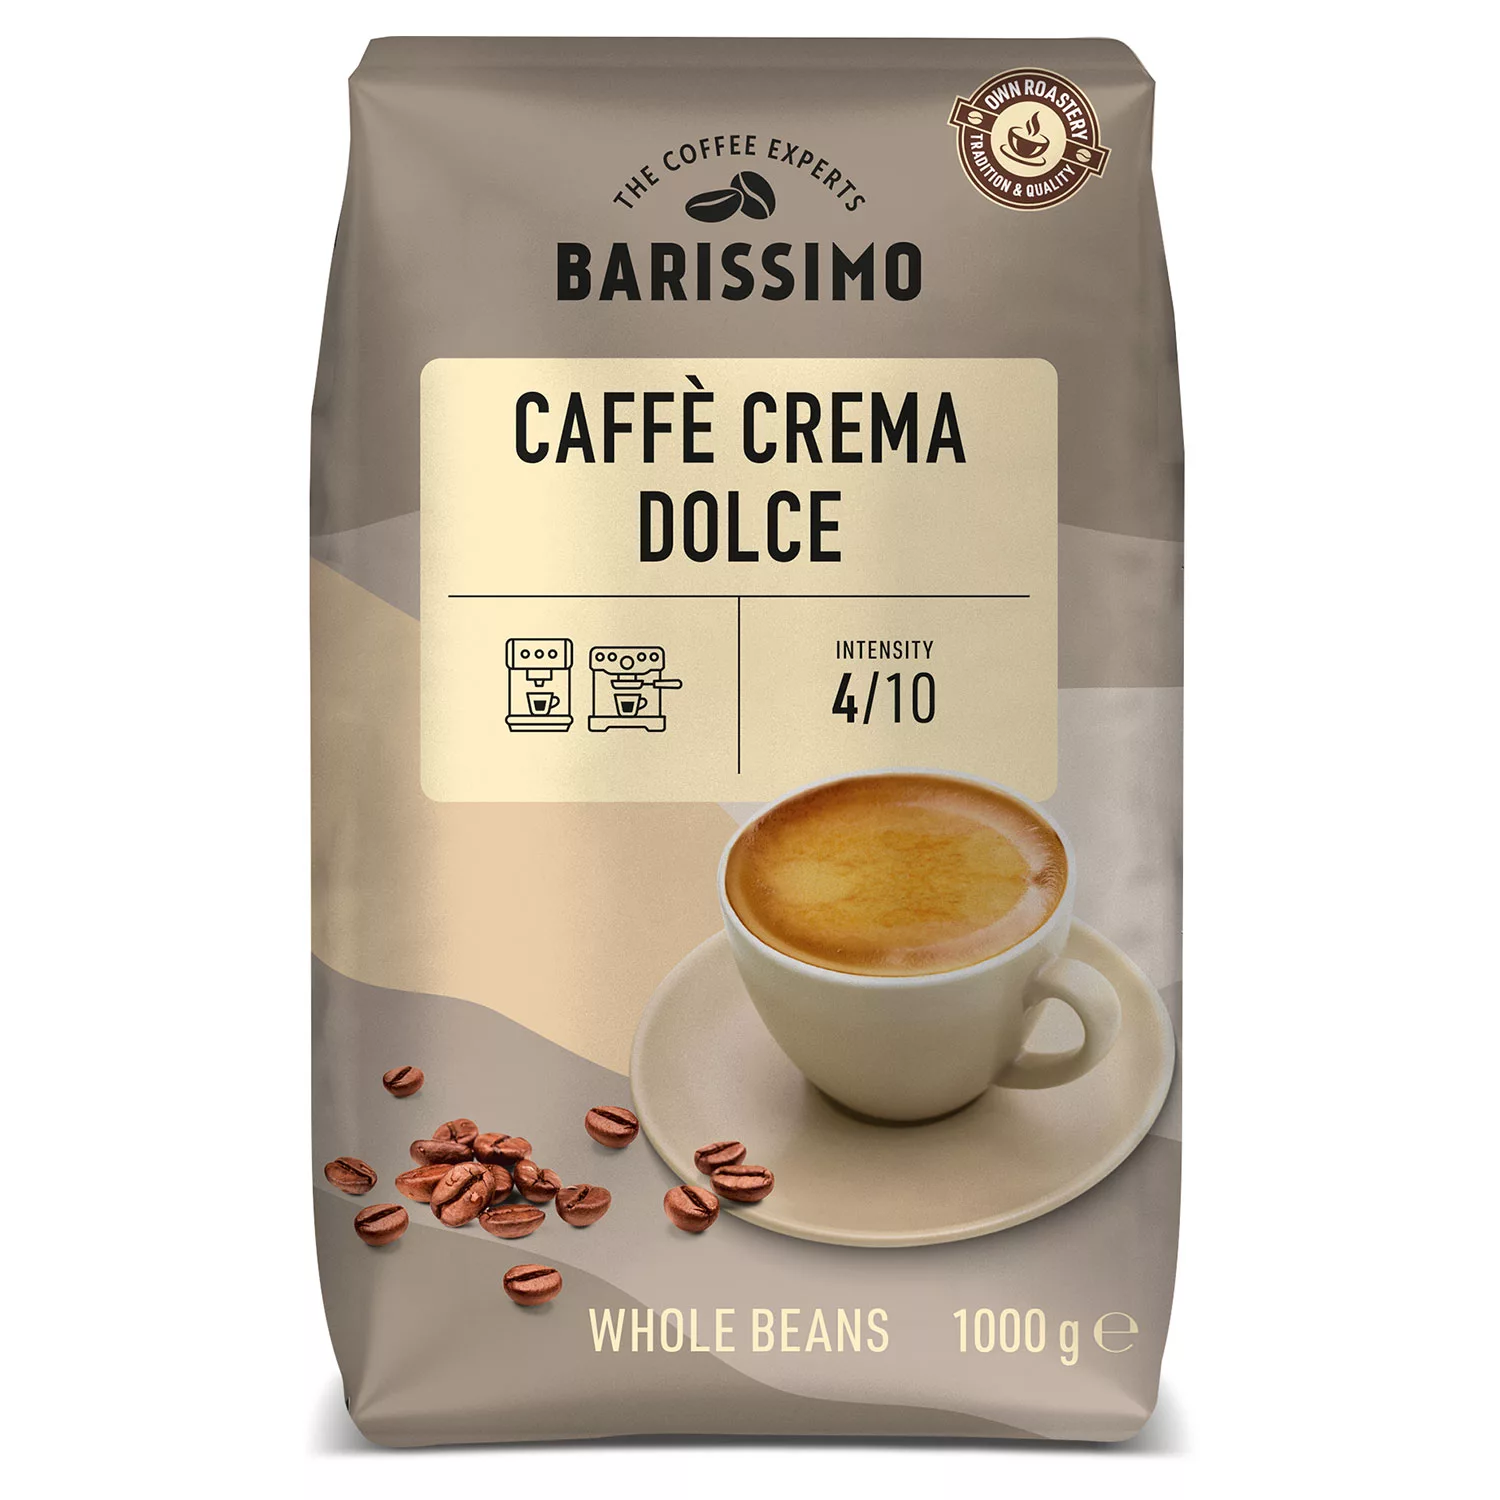 THE COFFEE EXPERTS
BARISSIMO
OWN ROASTERY
TRADITION & QUALITY
CAFFÈ CREMA
DOLCE
INTENSITY
4/10
WHOLE BEANS
1000 g ℮